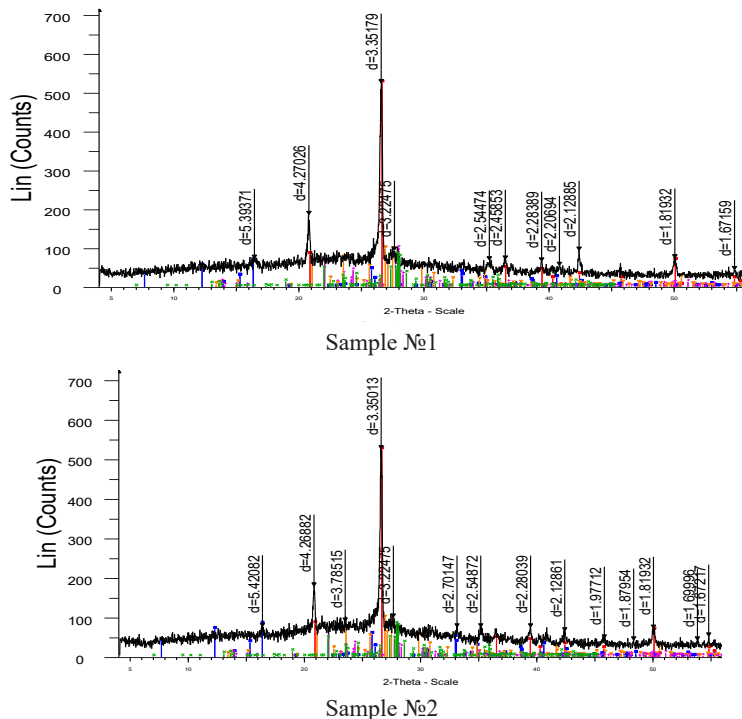 Lin (Counts)
700
600
500
400
300
200
100
0
d=5.39371
d=4.27026
d=3.35179
d=3.22475
d=2.54474
d=2.45853
d=2.28389
d=2.20694
d=2.12885
d=1.81932
d=1.67159
5 10 20 30 40 50
2-Theta - Scale
Sample №1
Lin (Counts)
700
600
500
400
300
200
100
0
d=5.42082
d=4.26882
d=3.78515
d=3.35013
d=3.22475
d=2.70147
d=2.54872
d=2.28039
d=2.12861
d=1.97712
d=1.87954
d=1.81932
d=1.69996
d=1.67217
5 10 20 30 40 50
2-Theta - Scale
Sample №2